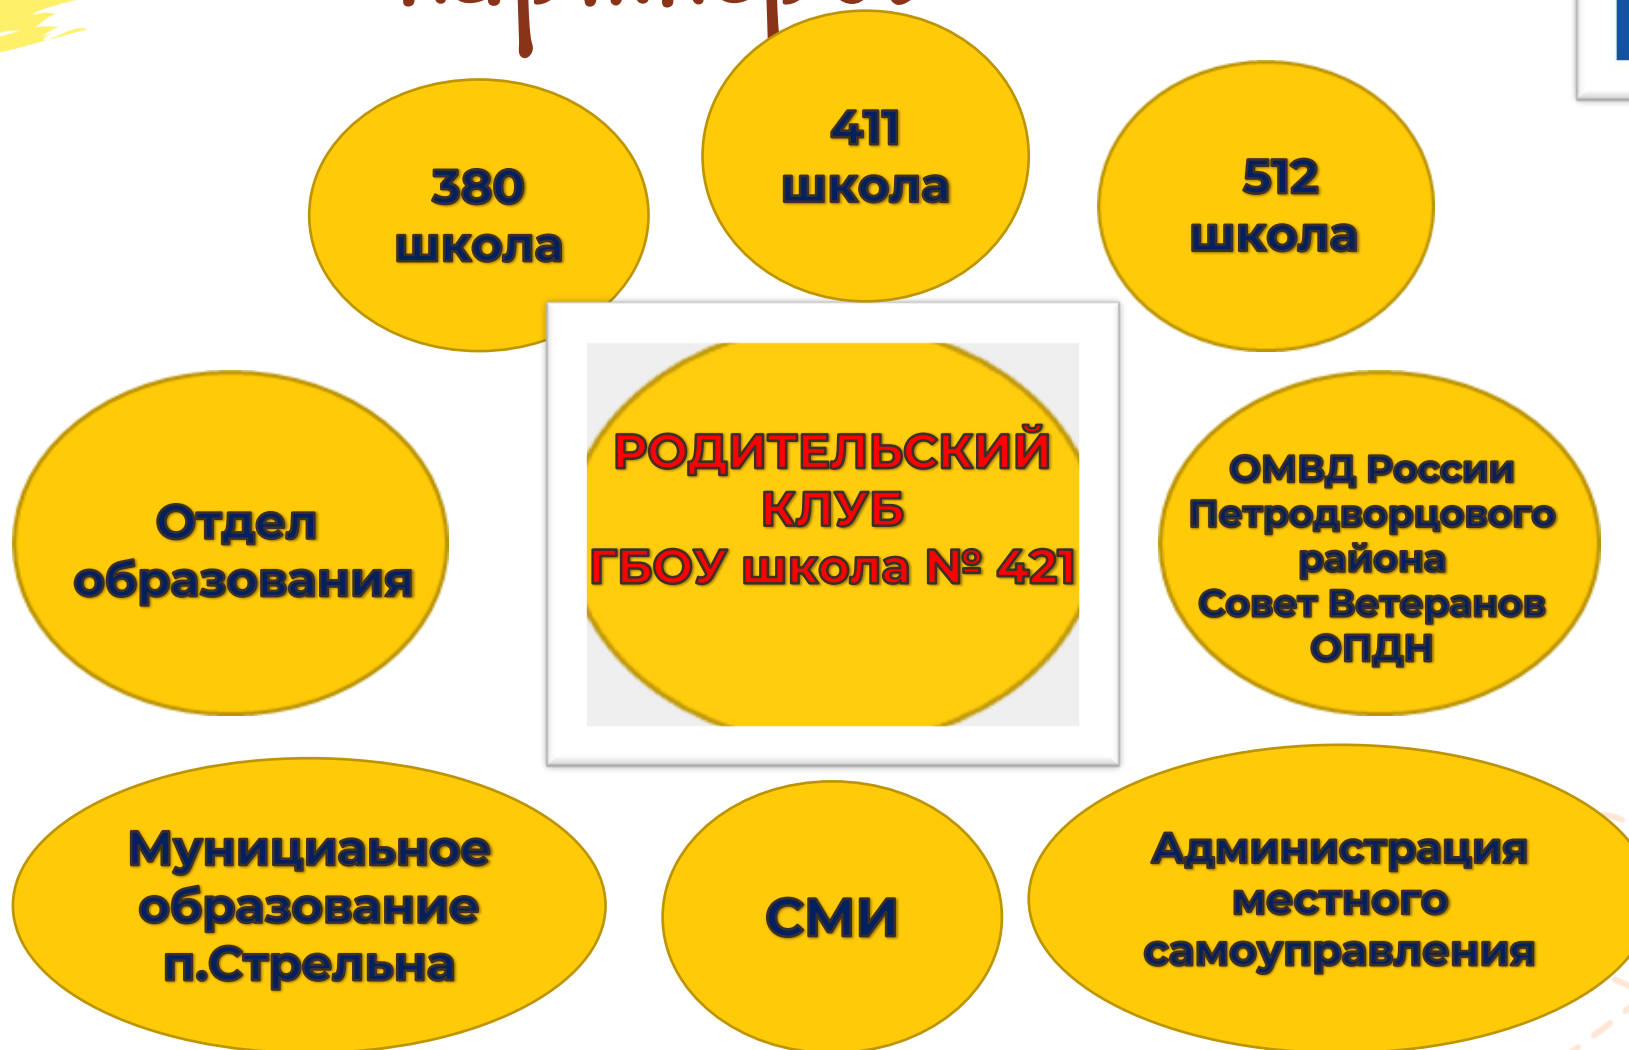 411
школа
380
школа
512
школа
РОДИТЕЛЬСКИЙ
КЛУБ
ГБОУ школа № 421
Отдел
образования
ОМВД России
Петродворцового
района
Совет Ветеранов
ОПДН
Мунициаьное
образование
п.Стрельна
СМИ
Администрация
местного
самоуправления